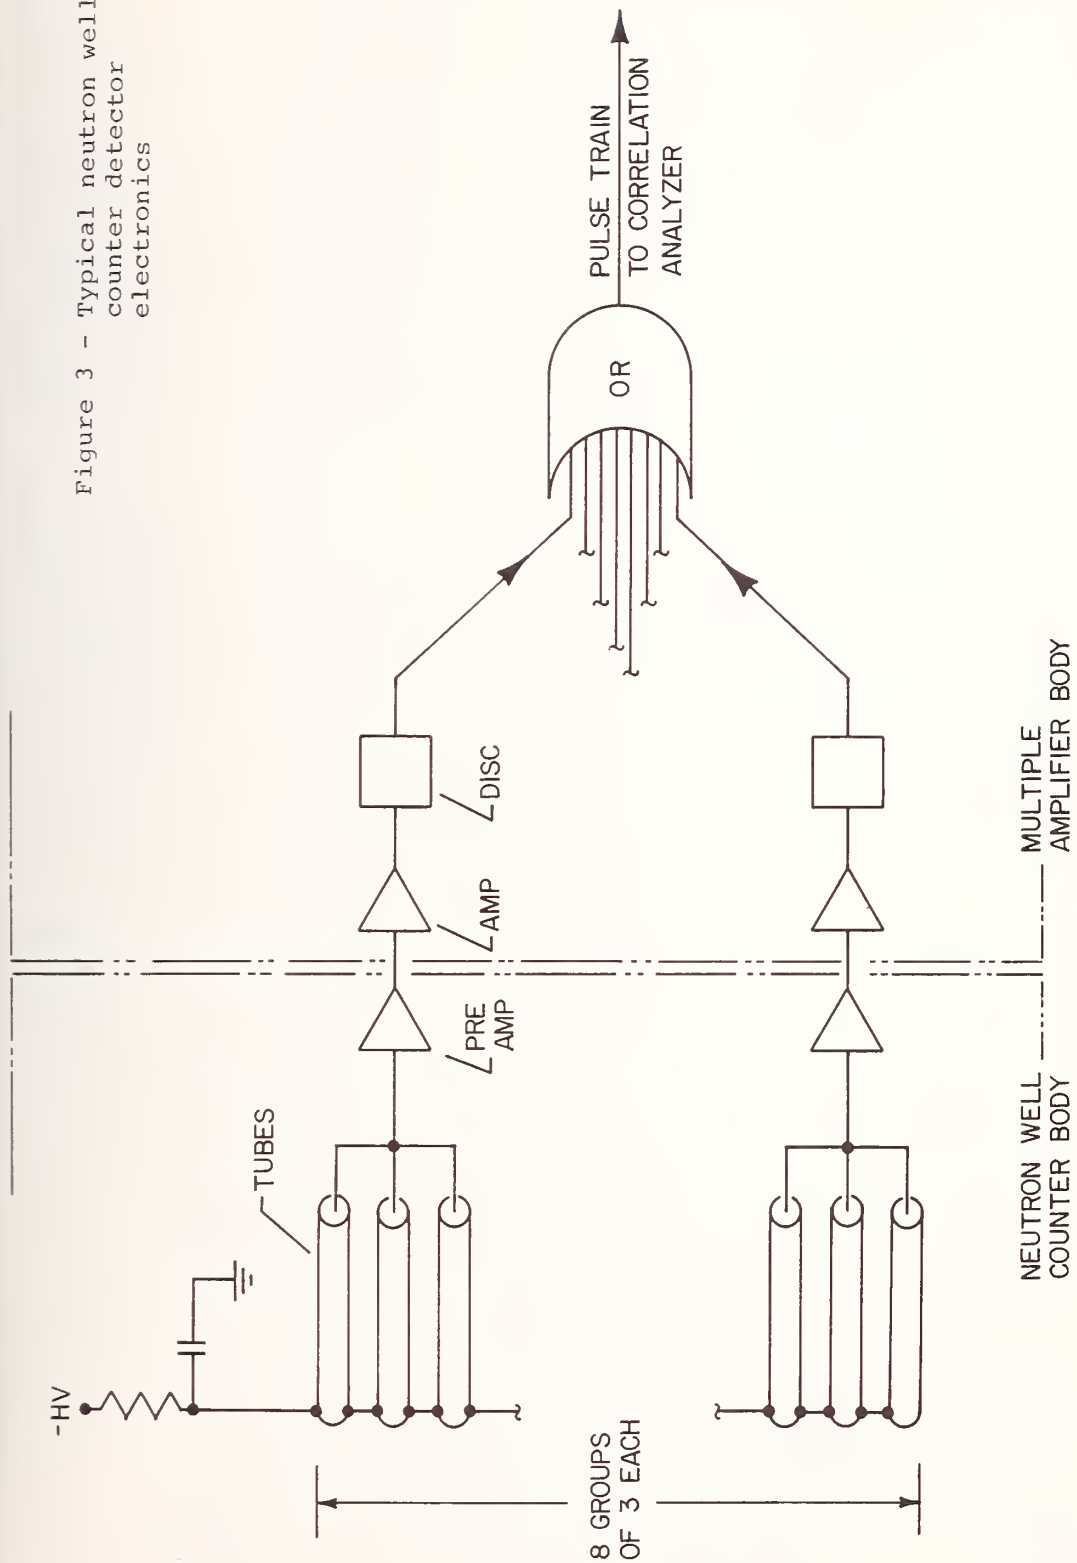 Figure 3 - Typical neutron well
counter detector
electronics
-HV
TUBES
PRE
AMP
AMP
DISC
OR
PULSE TRAIN
TO CORRELATION
ANALYZER
8 GROUPS
OF 3 EACH
NEUTRON WELL
COUNTER BODY
MULTIPLE
AMPLIFIER BODY